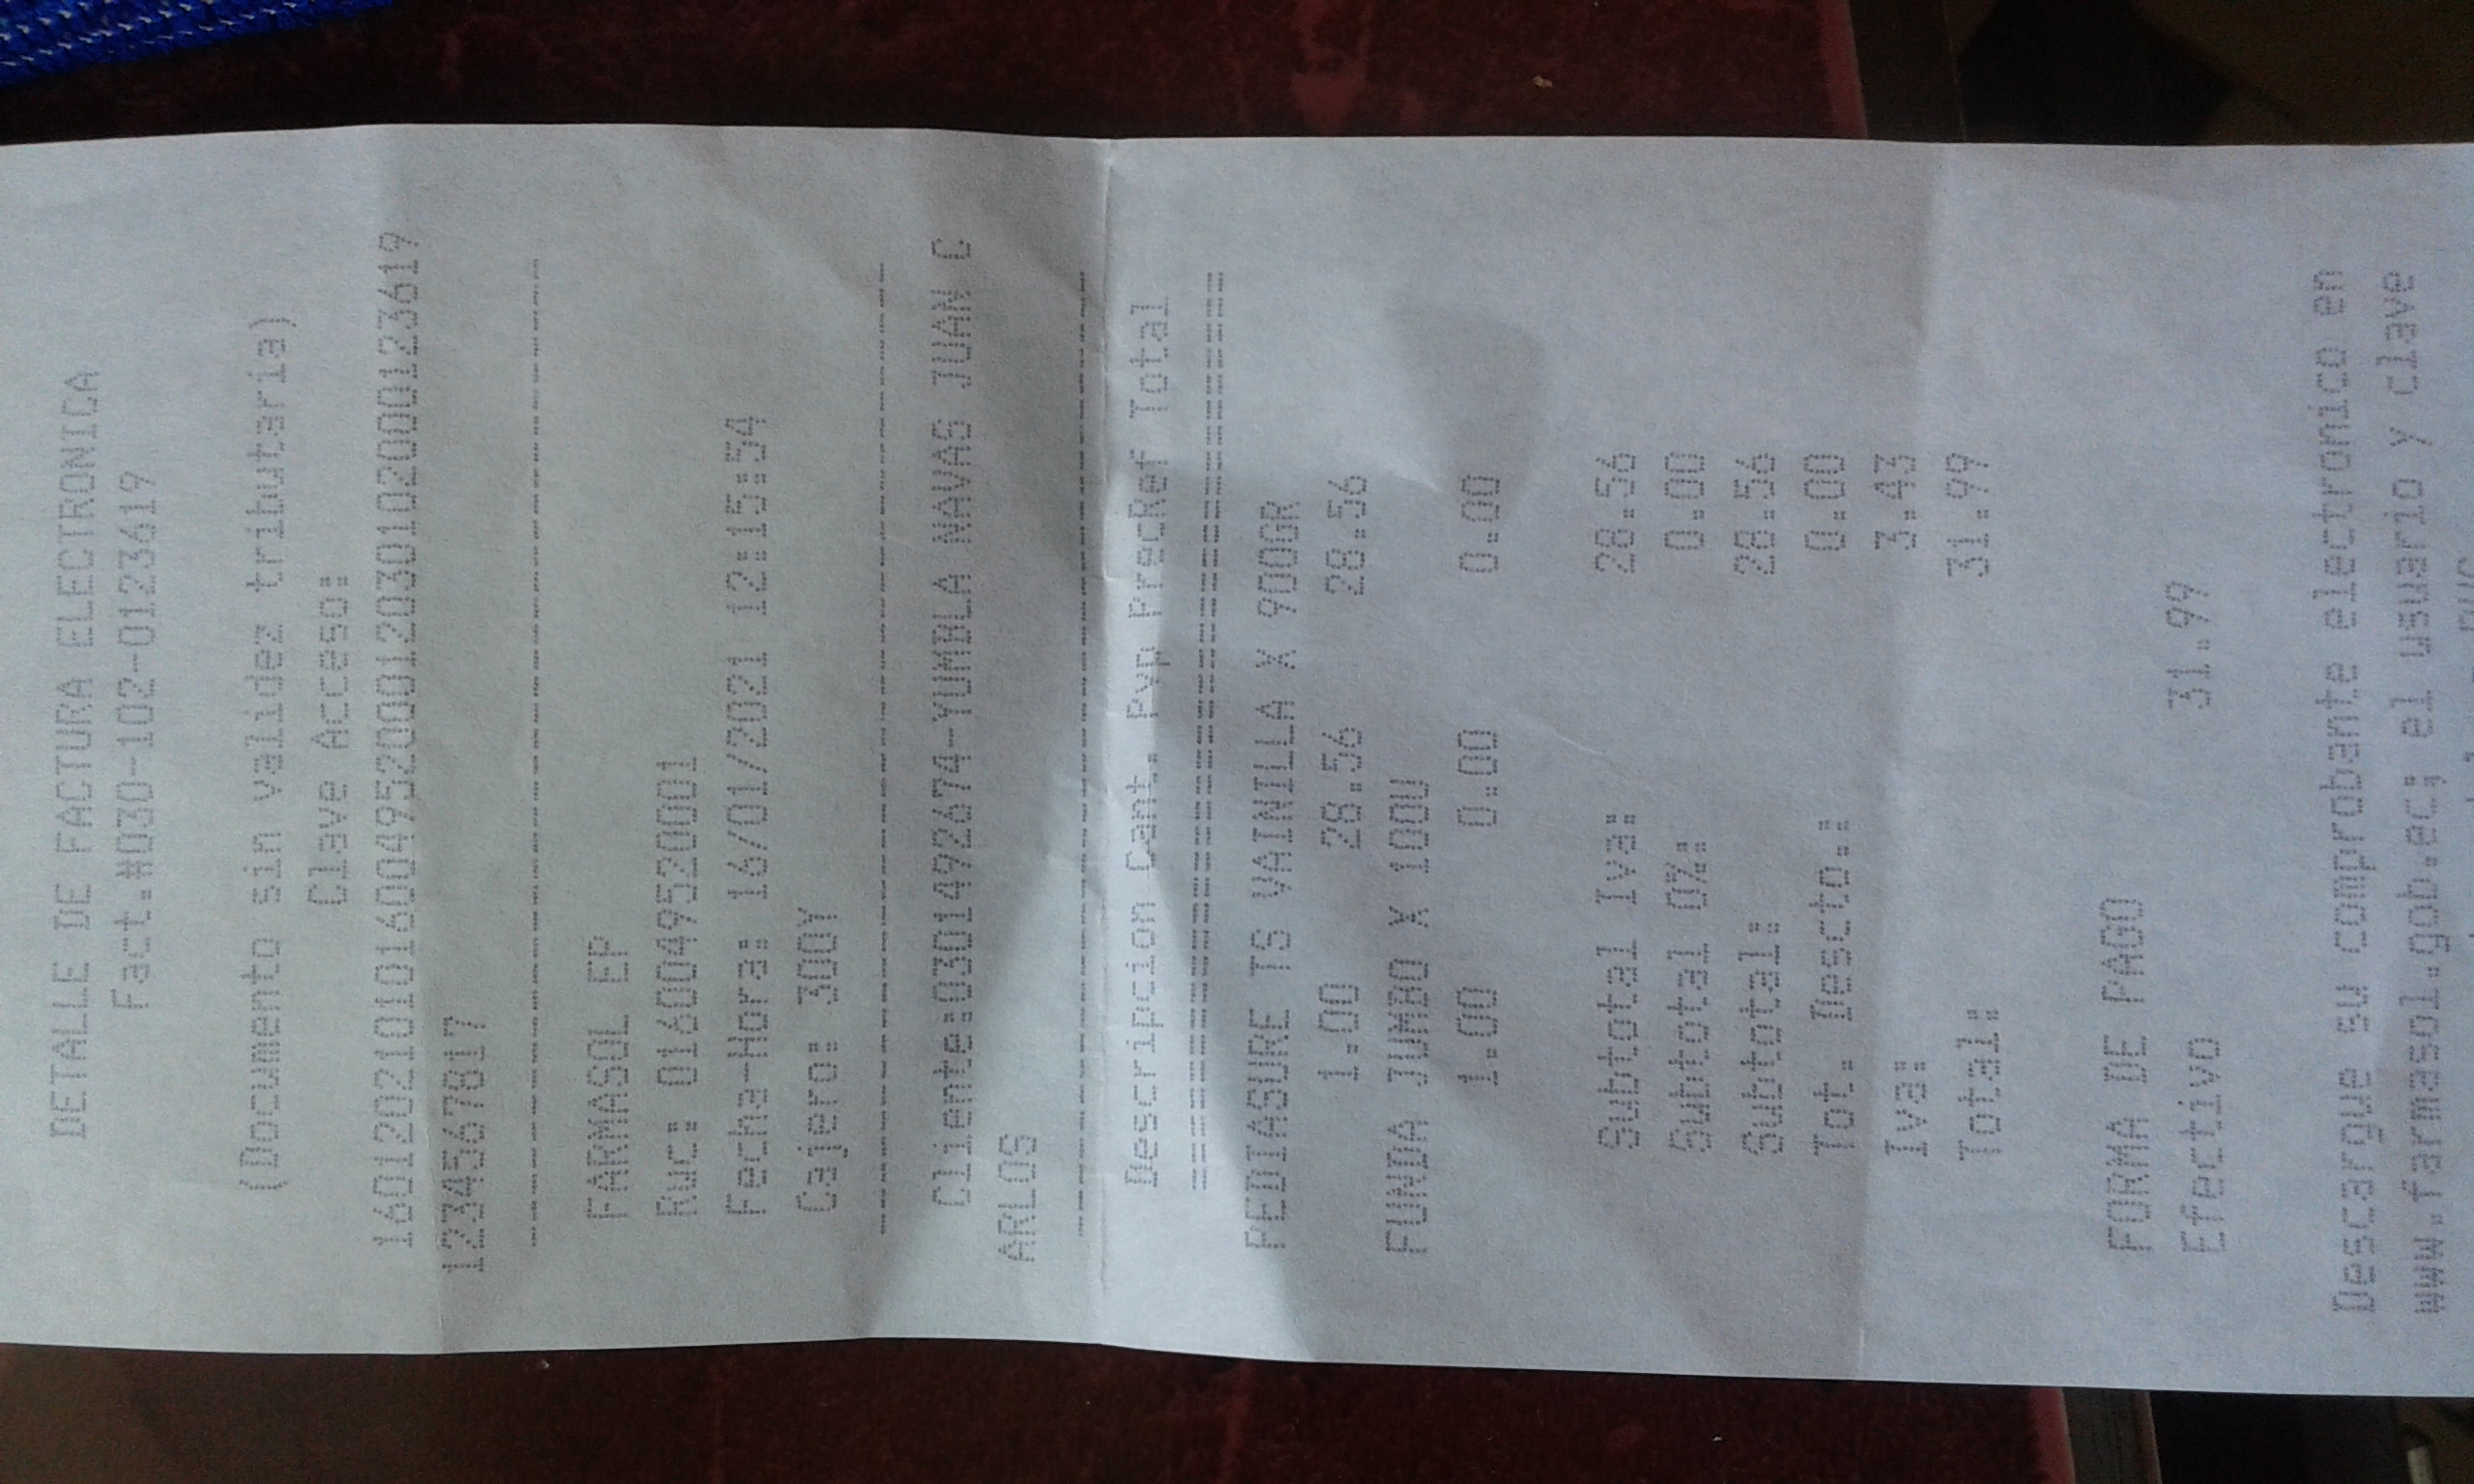 DETALLE DE FACTURA ELECTRONICA
Fact.#030-102-0123619
(Documento sin validez tributaria)
Clave Acceso:
160120210101600495200012030102000123619
1234567817
FARMASOL EP
Ruc: 0160049520001
Fecha-Hora: 16/01/2021 12:15:54
Cajero: 300Y
Cliente:0301492674-YUMBLA NAVAS JUAN C
ARLOS
Descripcion Cant. Pvp PrecRef Total
PEDIASURE TS VAINILLA X 900GR
1.00 28.56 28.56
FUNDA JUMBO X 100U
1.00 0.00 0.00
Subtotal Iva: 28.56
Subtotal 0%: 0.00
Subtotal: 28.56
Tot. Descto.: 0.00
Iva: 3.43
Total: 31.99
FORMA DE PAGO
Efectivo 31.99
Descargue su comprobante electronico en
www.farmasol.gob.ec; el usuario y clave